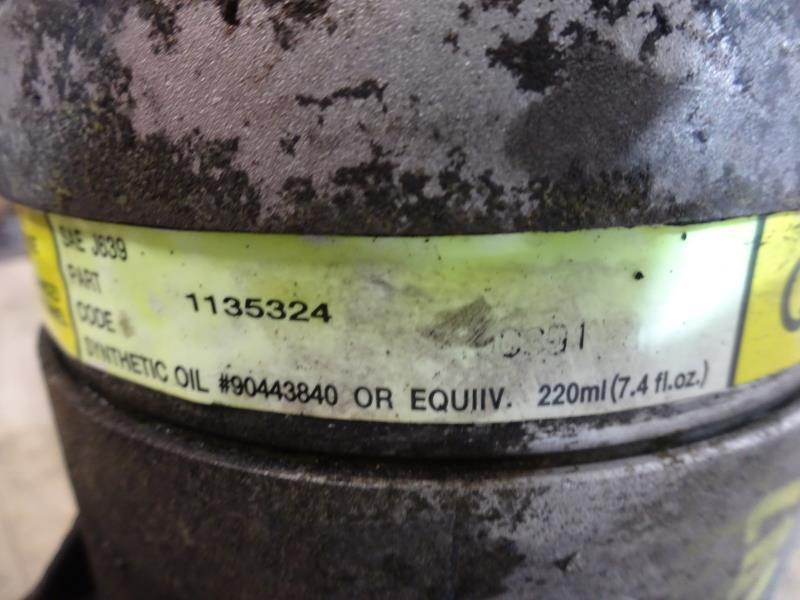 SAE J639
PART
CODE 1135324
SYNTHETIC OIL #90443840 OR EQUIIV. 220ml (7.4 fl.oz.)